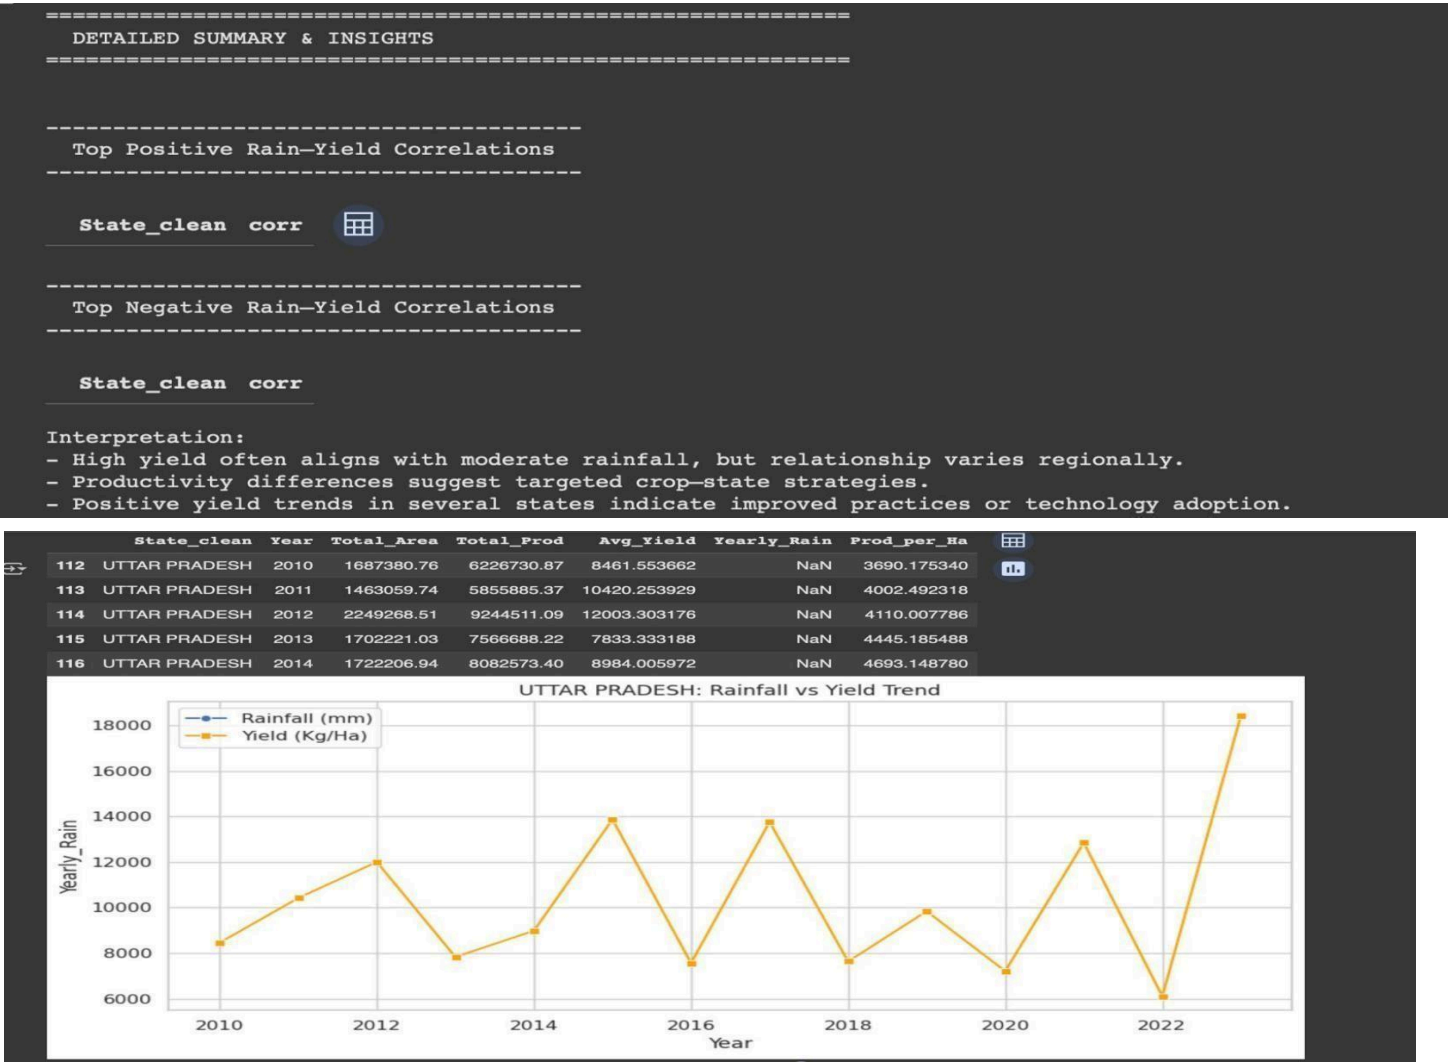 ============================================================
DETAILED SUMMARY & INSIGHTS
============================================================
----------------------------------------
Top Positive Rain–Yield Correlations
----------------------------------------
State_clean corr
----------------------------------------
Top Negative Rain–Yield Correlations
----------------------------------------
State_clean corr
Interpretation:
- High yield often aligns with moderate rainfall, but relationship varies regionally.
- Productivity differences suggest targeted crop–state strategies.
- Positive yield trends in several states indicate improved practices or technology adoption.
State_clean Year Total_Area Total_Prod Avg_Yield Yearly_Rain Prod_per_Ha
112 UTTAR PRADESH 2010 1687380.76 6226730.87 8461.553662 NaN 3690.175340
113 UTTAR PRADESH 2011 1463059.74 5855885.37 10420.253929 NaN 4002.492318
114 UTTAR PRADESH 2012 2249268.51 9244511.09 12003.303176 NaN 4110.007786
115 UTTAR PRADESH 2013 1702221.03 7566688.22 7833.333188 NaN 4445.185488
116 UTTAR PRADESH 2014 1722206.94 8082573.40 8984.005972 NaN 4693.148780
UTTAR PRADESH: Rainfall vs Yield Trend
Rainfall (mm)
Yield (Kg/Ha)
18000
16000
14000
12000
10000
8000
6000
Yearly_Rain
2010 2012 2014 2016 2018 2020 2022
Year